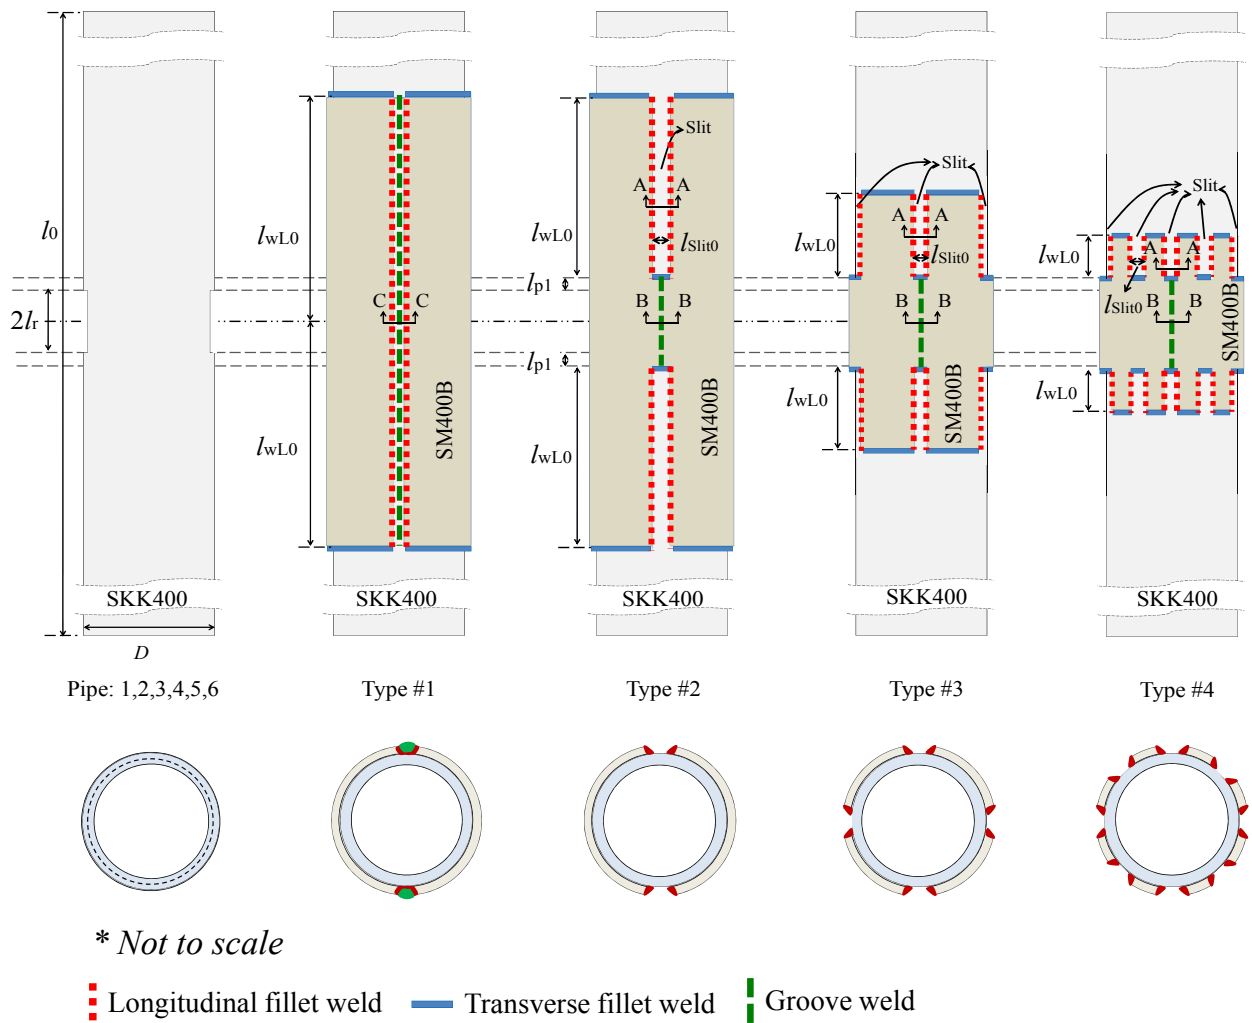 l0
2lr
SKK400
D
Pipe: 1,2,3,4,5,6
lwL0
lwL0
C C
SM400B
SKK400
Type #1
Slit
A A
lwL0
lSlit0
lp1
B B
lp1
lwL0
SM400B
SKK400
Type #2
Slit
A A
lwL0
lSlit0
B B
lwL0
SM400B
SKK400
Type #3
Slit
A A
lwL0
lSlit0
B B
lwL0
SM400B
SKK400
Type #4
* Not to scale
Longitudinal fillet weld
Transverse fillet weld
Groove weld